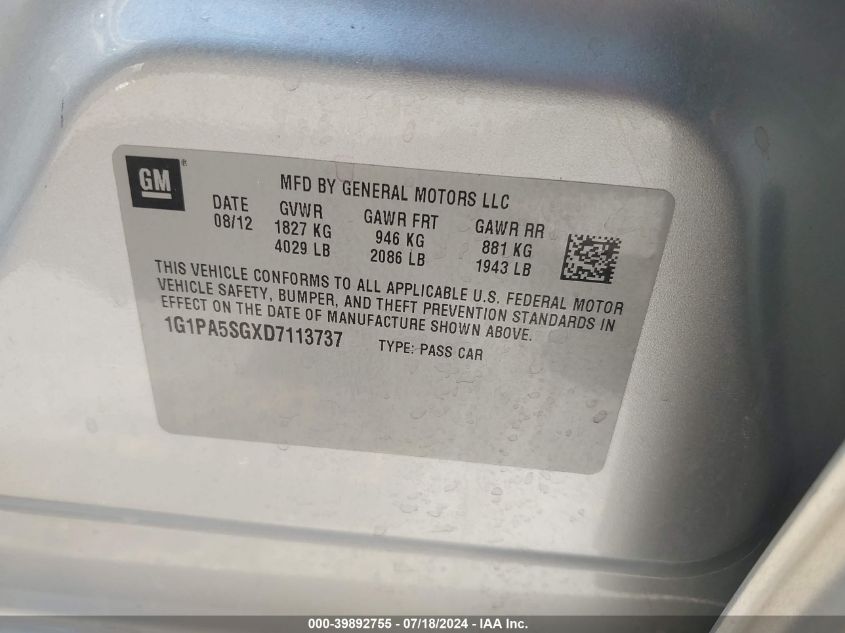 GM®
MFD BY GENERAL MOTORS LLC
DATE GVWR GAWR FRT GAWR RR
08/12 1827 KG 946 KG 881 KG
4029 LB 2086 LB 1943 LB
THIS VEHICLE CONFORMS TO ALL APPLICABLE U.S. FEDERAL MOTOR
VEHICLE SAFETY, BUMPER, AND THEFT PREVENTION STANDARDS IN
EFFECT ON THE DATE OF MANUFACTURE SHOWN ABOVE.
1G1PA5SGXD7113737 TYPE: PASS CAR
000-39892755 - 07/18/2024 - IAA Inc.